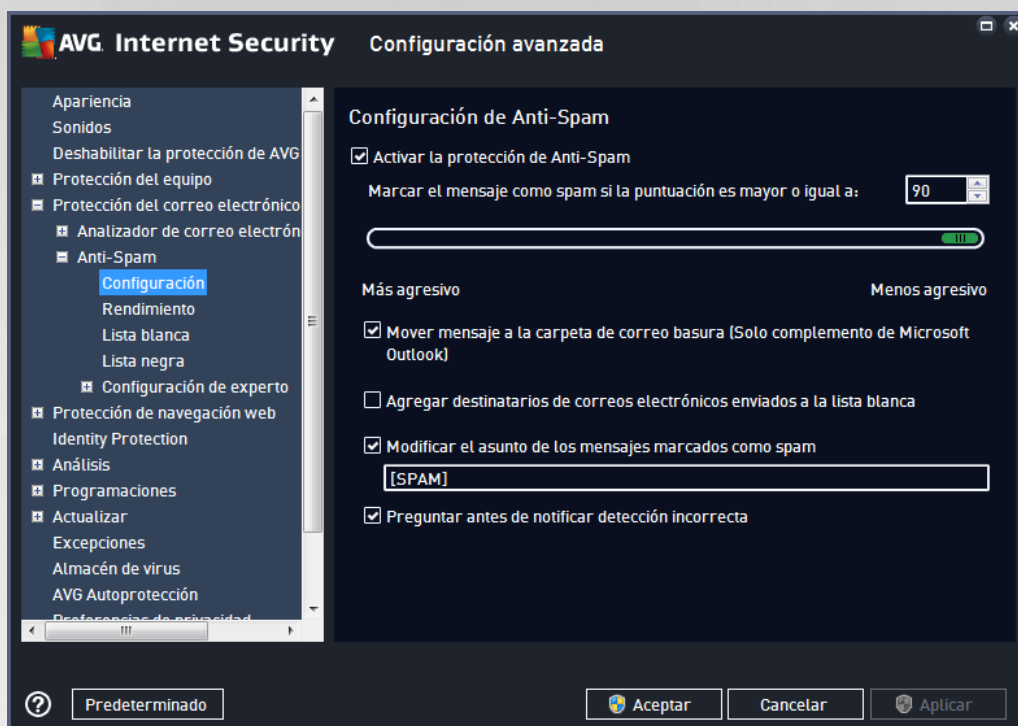 AVG. Internet Security
Configuración avanzada
Apariencia
Sonidos
Deshabilitar la protección de AVG
Protección del equipo
Protección del correo electrónico
Analizador de correo electrón
Anti-Spam
Configuración
Rendimiento
Lista blanca
Lista negra
Configuración de experto
Protección de navegación web
Identity Protection
Análisis
Programaciones
Actualizar
Excepciones
Almacén de virus
AVG Autoprotección
Preferencias de privacidad
Configuración de Anti-Spam
Activar la protección de Anti-Spam
Marcar el mensaje como spam si la puntuación es mayor o igual a:
90
Más agresivo
Menos agresivo
Mover mensaje a la carpeta de correo basura (Solo complemento de Microsoft
Outlook)
Agregar destinatarios de correos electrónicos enviados a la lista blanca
Modificar el asunto de los mensajes marcados como spam
[SPAM]
Preguntar antes de notificar detección incorrecta
?
Predeterminado
Aceptar
Cancelar
Aplicar